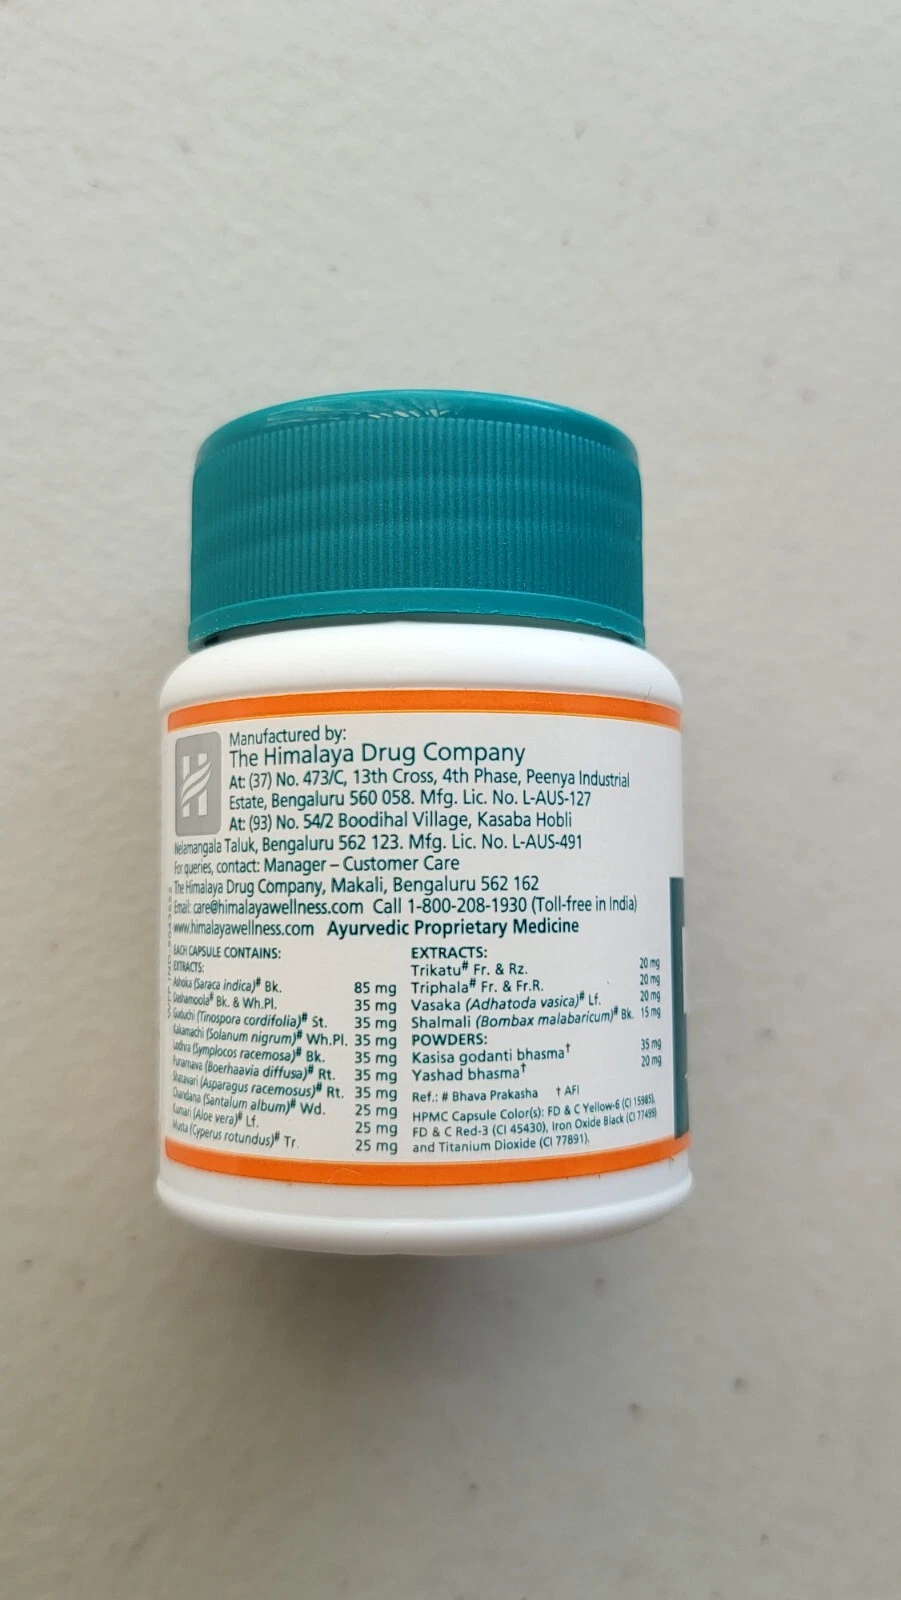 Manufactured by:
The Himalaya Drug Company
At: (37) No. 473/C, 13th Cross, 4th Phase, Peenya Industrial
Estate, Bengaluru 560 058. Mfg. Lic. No. L-AUS-127
At: (93) No. 54/2 Boodihal Village, Kasaba Hobli
Nelamangala Taluk, Bengaluru 562 123. Mfg. Lic. No. L-AUS-491
For queries, contact: Manager – Customer Care
The Himalaya Drug Company, Makali, Bengaluru 562 162
Email: care@himalayawellness.com Call 1-800-208-1930 (Toll-free in India)
www.himalayawellness.com Ayurvedic Proprietary Medicine
EACH CAPSULE CONTAINS:
EXTRACTS:
Ashoka (Saraca indica)# Bk. 85 mg
Dashamoola# Bk. & Wh.Pl. 35 mg
Guduchi (Tinospora cordifolia)# St. 35 mg
Kakamachi (Solanum nigrum)# Wh.Pl. 35 mg
Lodhra (Symplocos racemosa)# Bk. 35 mg
Punarnava (Boerhaavia diffusa)# Rt. 35 mg
Shatavari (Asparagus racemosus)# Rt. 35 mg
Chandana (Santalum album)# Wd. 25 mg
Kumari (Aloe vera)# Lf. 25 mg
Musta (Cyperus rotundus)# Tr. 25 mg
EXTRACTS:
Trikatu# Fr. & Rz. 20 mg
Triphala# Fr. & Fr.R. 20 mg
Vasaka (Adhatoda vasica)# Lf. 20 mg
Shalmali (Bombax malabaricum)# Bk. 15 mg
POWDERS:
Kasisa godanti bhasma† 35 mg
Yashad bhasma† 20 mg
Ref.: # Bhava Prakasha † AFI
HPMC Capsule Color(s): FD & C Yellow-6 (CI 15985),
FD & C Red-3 (CI 45430), Iron Oxide Black (CI 77499)
and Titanium Dioxide (CI 77891).